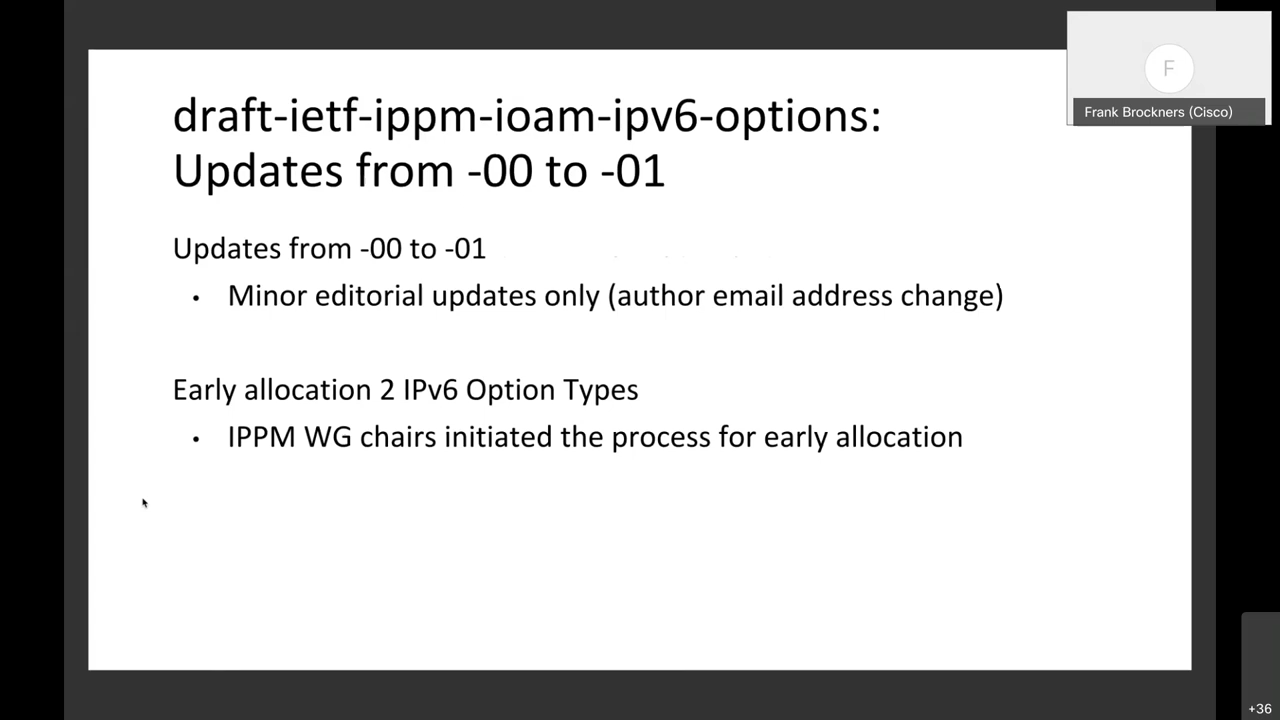 draft-ietf-ippm-ioam-ipv6-options:
Updates from -00 to -01
Updates from -00 to -01
• Minor editorial updates only (author email address change)
Early allocation 2 IPv6 Option Types
• IPPM WG chairs initiated the process for early allocation
F
Frank Brockners (Cisco)
+36